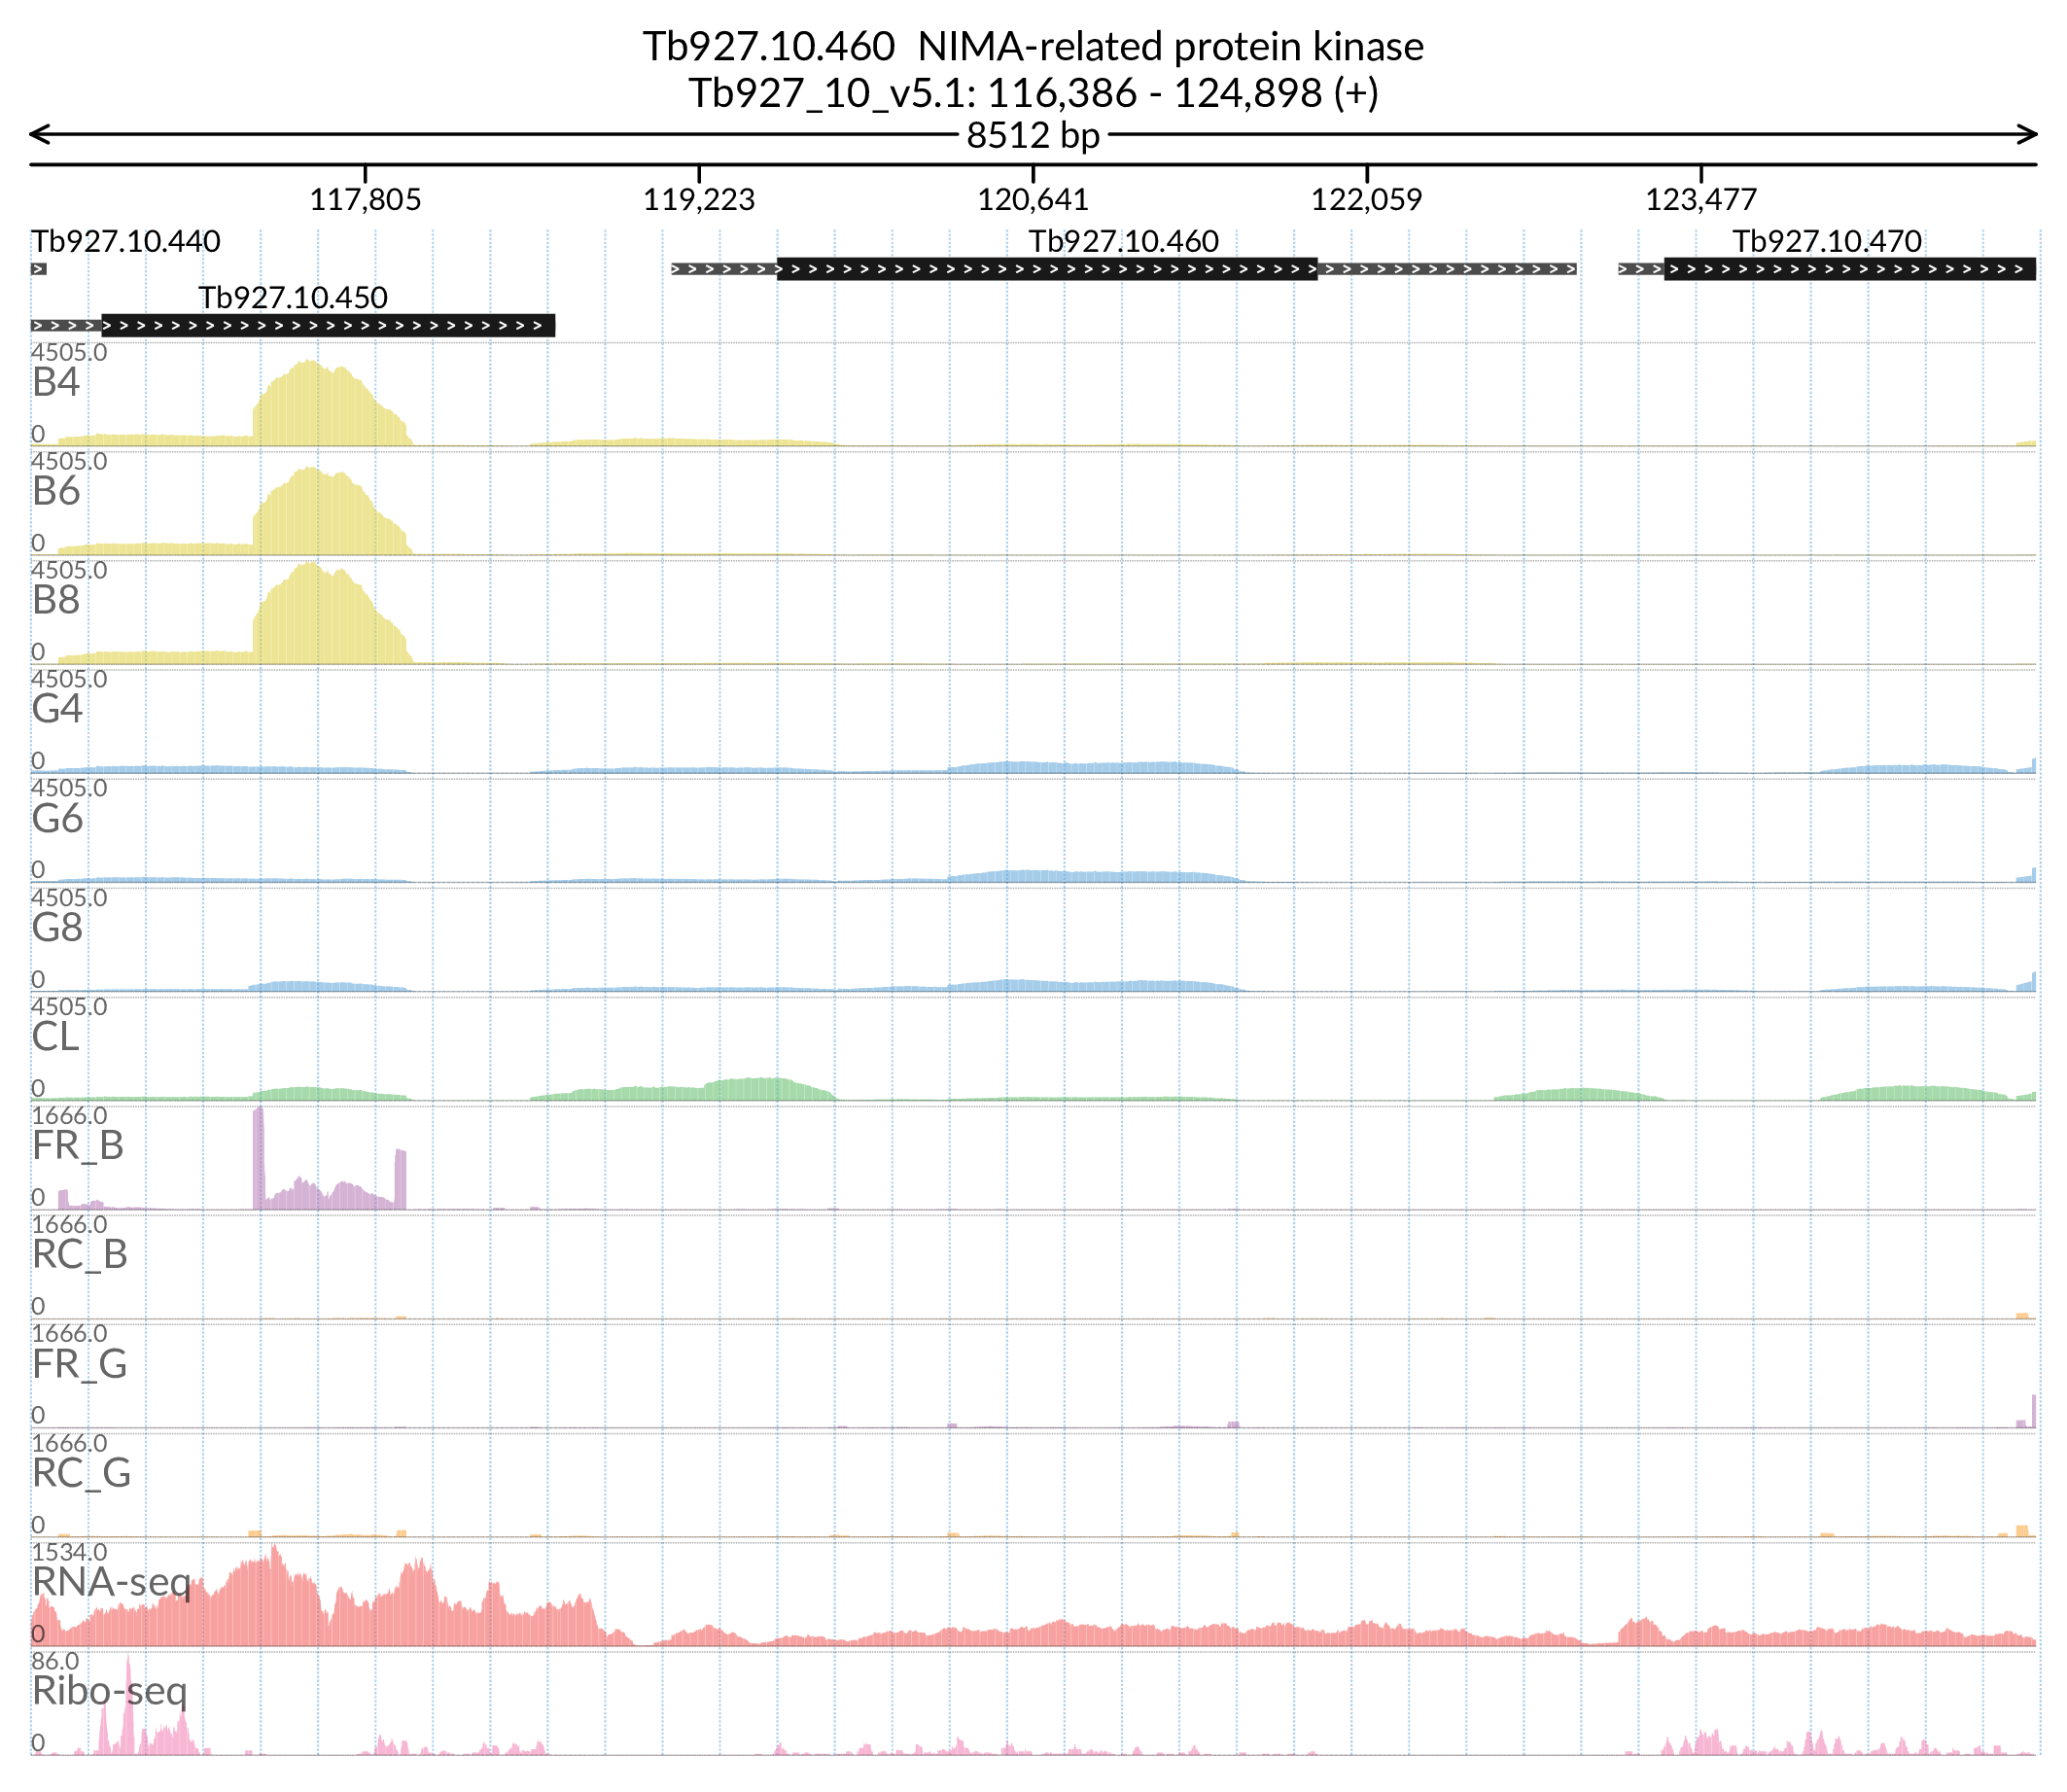 Tb927.10.460  NIMA-related protein kinase
Tb927_10_v5.1: 116,386 - 124,898 (+)
8512 bp
117,805 119,223 120,641 122,059 123,477
Tb927.10.440 Tb927.10.460 Tb927.10.470
Tb927.10.450
4505.0
B4
0
4505.0
B6
0
4505.0
B8
0
4505.0
G4
0
4505.0
G6
0
4505.0
G8
0
4505.0
CL
0
1666.0
FR_B
0
1666.0
RC_B
0
1666.0
FR_G
0
1666.0
RC_G
0
1534.0
RNA-seq
0
86.0
Ribo-seq
0